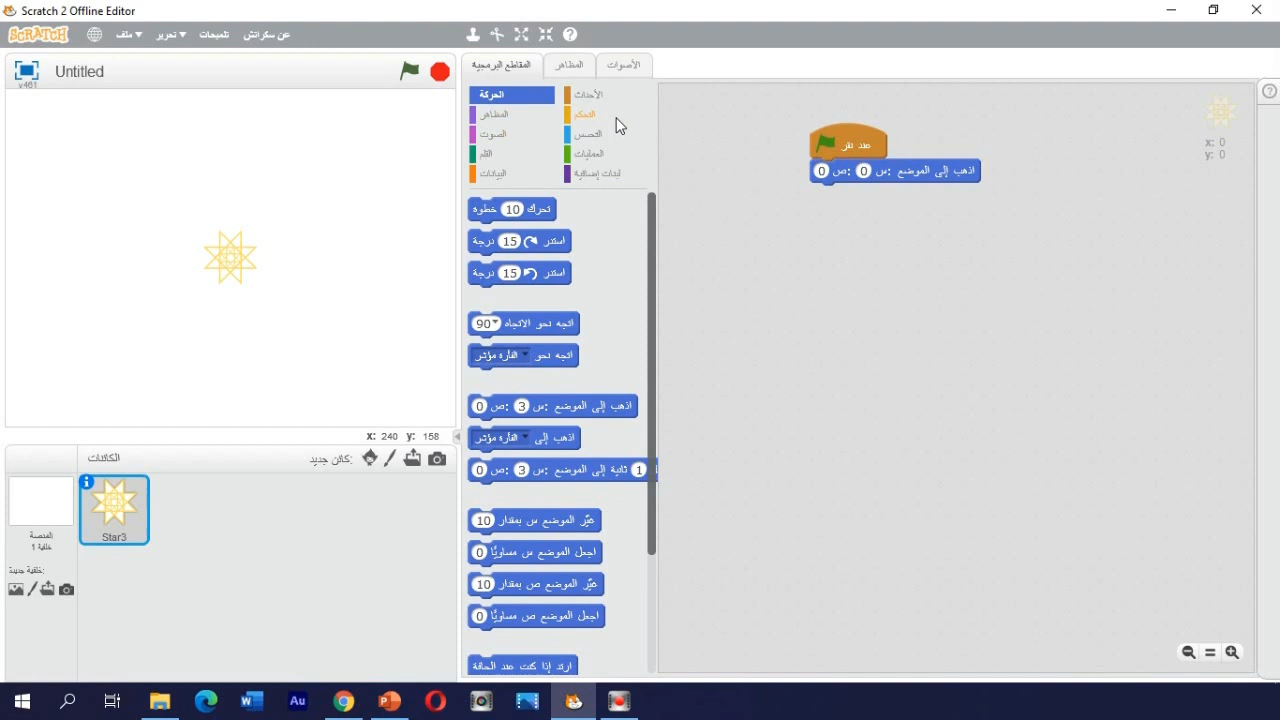 Scratch 2 Offline Editor
SCRATCH ملف تحرير تلميحات عن سكراتش
Untitled
v461
المقاطع البرمجية المظاهر الأصوات
الحركة
المظاهر
الصوت
القلم
البيانات
الأحداث
التحكم
التحسس
العمليات
لبنات إضافية
تحرك 10 خطوة
استدر 15 درجة
استدر 15 درجة
اتجه نحو الاتجاه 90
اتجه نحو الفأرة مؤشر
اذهب إلى الموضع س: 3 ص: 0
اذهب إلى الفأرة مؤشر
1 ثانية إلى الموضع س: 3 ص: 0
غيّر الموضع س بمقدار 10
اجعل الموضع س مساويًا 0
غيّر الموضع ص بمقدار 10
اجعل الموضع ص مساويًا 0
ارتد إذا كنت عند الحافة
عند نقر
اذهب إلى الموضع س: 0 ص: 0
x: 0
y: 0
x: 240 y: 158
الكائنات
كائن جديد:
Star3
المنصة
خلفية 1
خلفية جديدة: